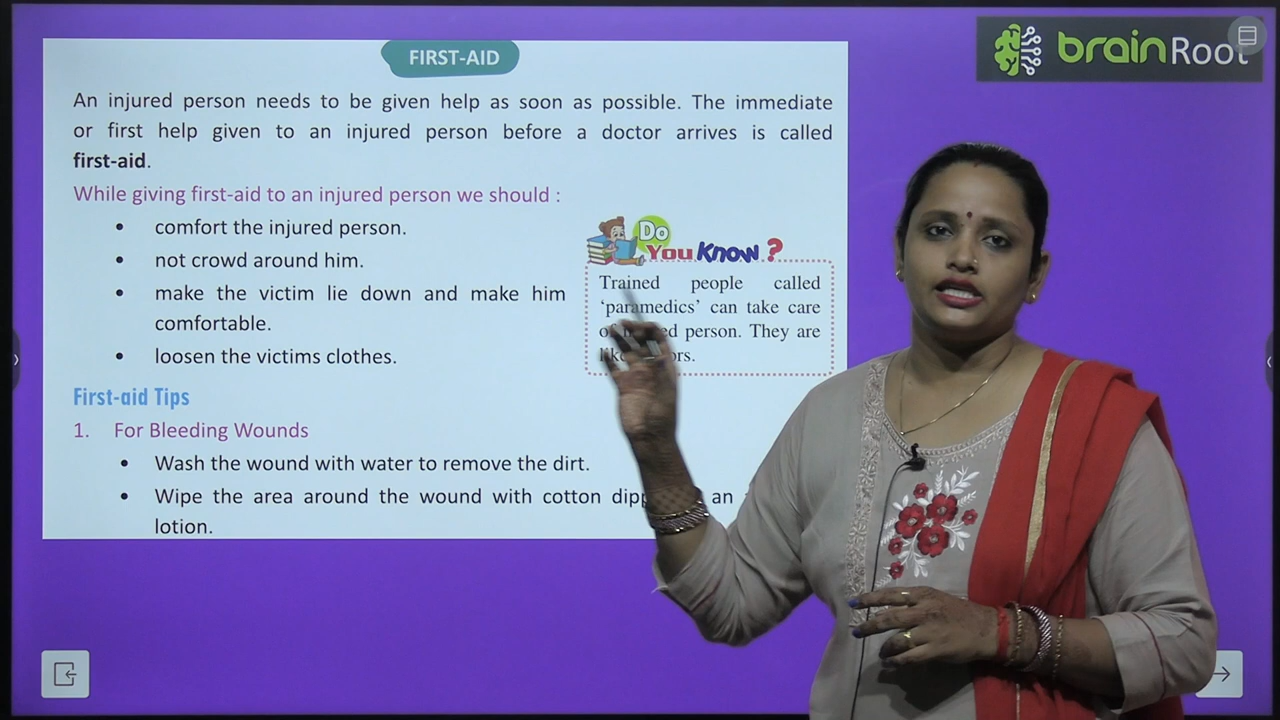 brainRoot
FIRST-AID
An injured person needs to be given help as soon as possible. The immediate
or first help given to an injured person before a doctor arrives is called
first-aid.
While giving first-aid to an injured person we should :
• comfort the injured person.
• not crowd around him.
• make the victim lie down and make him
comfortable.
• loosen the victims clothes.
Do
You Know ?
Trained people called
‘paramedics’ can take care
person. They are
First-aid Tips
1. For Bleeding Wounds
• Wash the wound with water to remove the dirt.
• Wipe the area around the wound with cotton an
lotion.